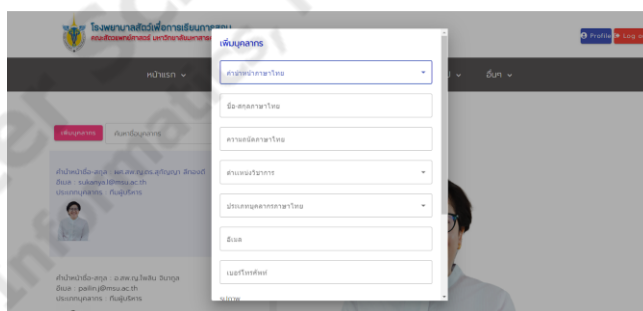 โรงพยาบาลสัตว์เพื่อการเรียนการสอน
คณะสัตวแพทยศาสตร์ มหาวิทยาลัยมหาสาร
Profile
Log o
หน้าแรก
อื่นๆ
เพิ่มบุคลากร
ค้นหาชื่อบุคลากร
คำนำหน้าชื่อ-สกุล : ผศ.สพ.ญ.ดร.สุกัญญา ลีทองดี
อีเมล : sukanya.l@msu.ac.th
ประเภทบุคลากร : ทีมผู้บริหาร
คำนำหน้าชื่อ-สกุล : อ.สพ.ญ.ไพลิน จินากุล
อีเมล : pailin.j@msu.ac.th
ประเภทบุคลากร : ทีมผู้บริหาร
เพิ่มบุคลากร
คำนำหน้าภาษาไทย
ชื่อ-สกุลภาษาไทย
ความถนัดภาษาไทย
ตำแหน่งวิชาการ
ประเภทบุคลากรภาษาไทย
อีเมล
เบอร์โทรศัพท์
รูปภาพ